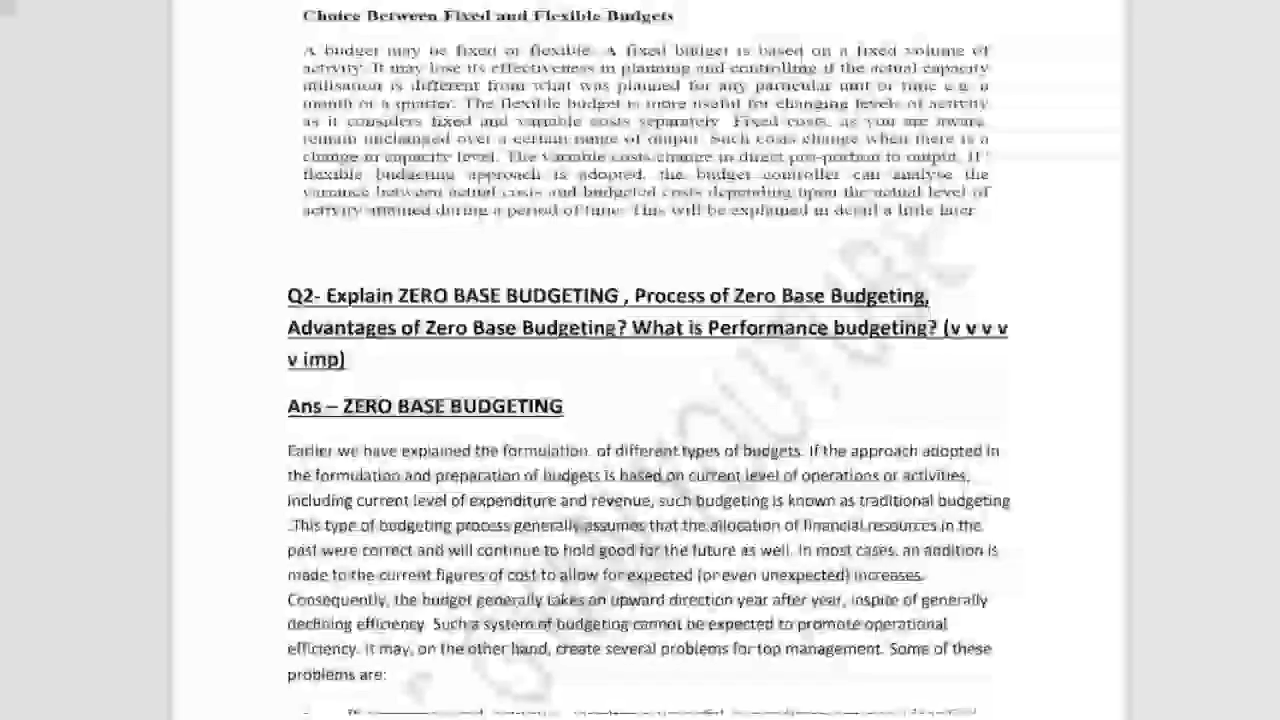 Choice Between Fixed and Flexible Budgets
A budget may be fixed or flexible. A fixed budget is based on a fixed volume of
activity. It may lose its effectiveness in planning and controlling if the actual capacity
utilisation is different from what was planned for any particular unit of time e.g. a
month or a quarter. The flexible budget is more useful for changing levels of activity
as it considers fixed and variable costs separately. Fixed costs, as you are aware,
remain unchanged over a certain range of output. Such costs change when there is a
change in capacity level. The variable costs change in direct pro-portion to output. If
flexible budgeting approach is adopted, the budget controller can analyse the
variance between actual costs and budgeted costs depending upon the actual level of
activity attained during a period of time. This will be explained in detail a little later
Q2- Explain ZERO BASE BUDGETING , Process of Zero Base Budgeting,
Advantages of Zero Base Budgeting? What is Performance budgeting? (v v v v
v imp)
Ans – ZERO BASE BUDGETING
Earlier we have explained the formulation. of different types of budgets. If the approach adopted in
the formulation and preparation of budgets is based on current level of operations or activities,
including current level of expenditure and revenue, such budgeting is known as traditional budgeting
.This type of budgeting process generally assumes that the allocation of financial resources in the
past were correct and will continue to hold good for the future as well. In most cases, an addition is
made to the current figures of cost to allow for expected (or even unexpected) increases.
Consequently, the budget generally takes an upward direction year after year, inspite of generally
declining efficiency. Such a system of budgeting cannot be expected to promote operational
efficiency. It may, on the other hand, create several problems for top management. Some of these
problems are: